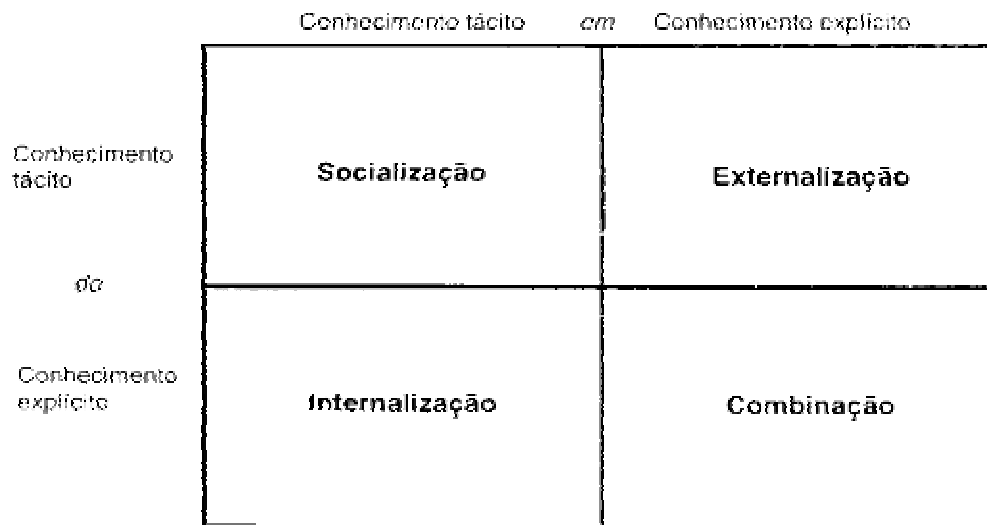 Conhecimento tácito em Conhecimento explícito
Conhecimento
tácito
Socialização
Externalização
do
Conhecimento
explícito
Internalização
Combinação